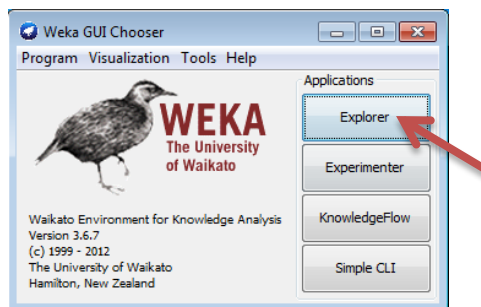 Weka GUI Chooser
Program Visualization Tools Help
Applications
WEKA
The University
of Waikato
Explorer
Experimenter
KnowledgeFlow
Simple CLI
Waikato Environment for Knowledge Analysis
Version 3.6.7
(c) 1999 - 2012
The University of Waikato
Hamilton, New Zealand